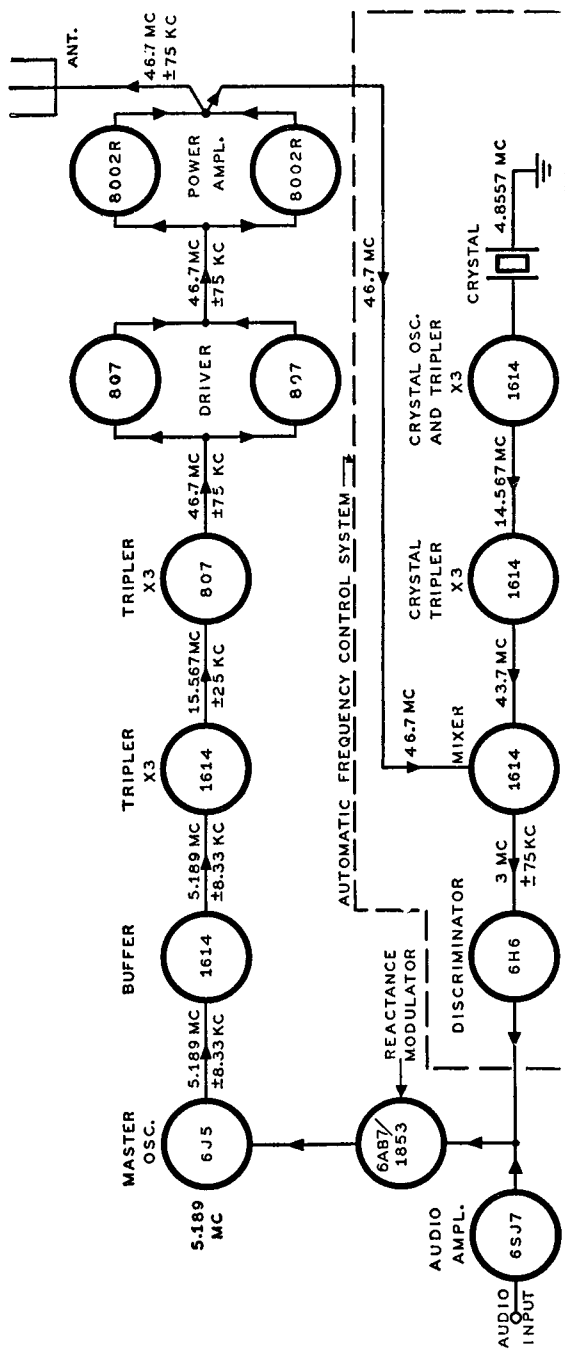 ANT.
46.7 MC
±75 KC
8002R
POWER
AMPL.
8002R
46.7 MC
±75 KC
807
DRIVER
807
46.7 MC
±75 KC
TRIPLER
X3
807
15.567 MC
±25 KC
TRIPLER
X3
1614
5.189 MC
±8.33 KC
BUFFER
1614
5.189 MC
±8.33 KC
MASTER
OSC.
6J5
5.189
MC
REACTANCE
MODULATOR
6AB7/
1853
AUDIO
AMPL.
6SJ7
AUDIO
INPUT
AUTOMATIC FREQUENCY CONTROL SYSTEM
46.7 MC
46.7 MC
DISCRIMINATOR
6H6
3 MC
±75 KC
MIXER
1614
43.7 MC
CRYSTAL
TRIPLER
X3
1614
14.567 MC
CRYSTAL OSC.
AND TRIPLER
X3
1614
CRYSTAL
4.8557 MC